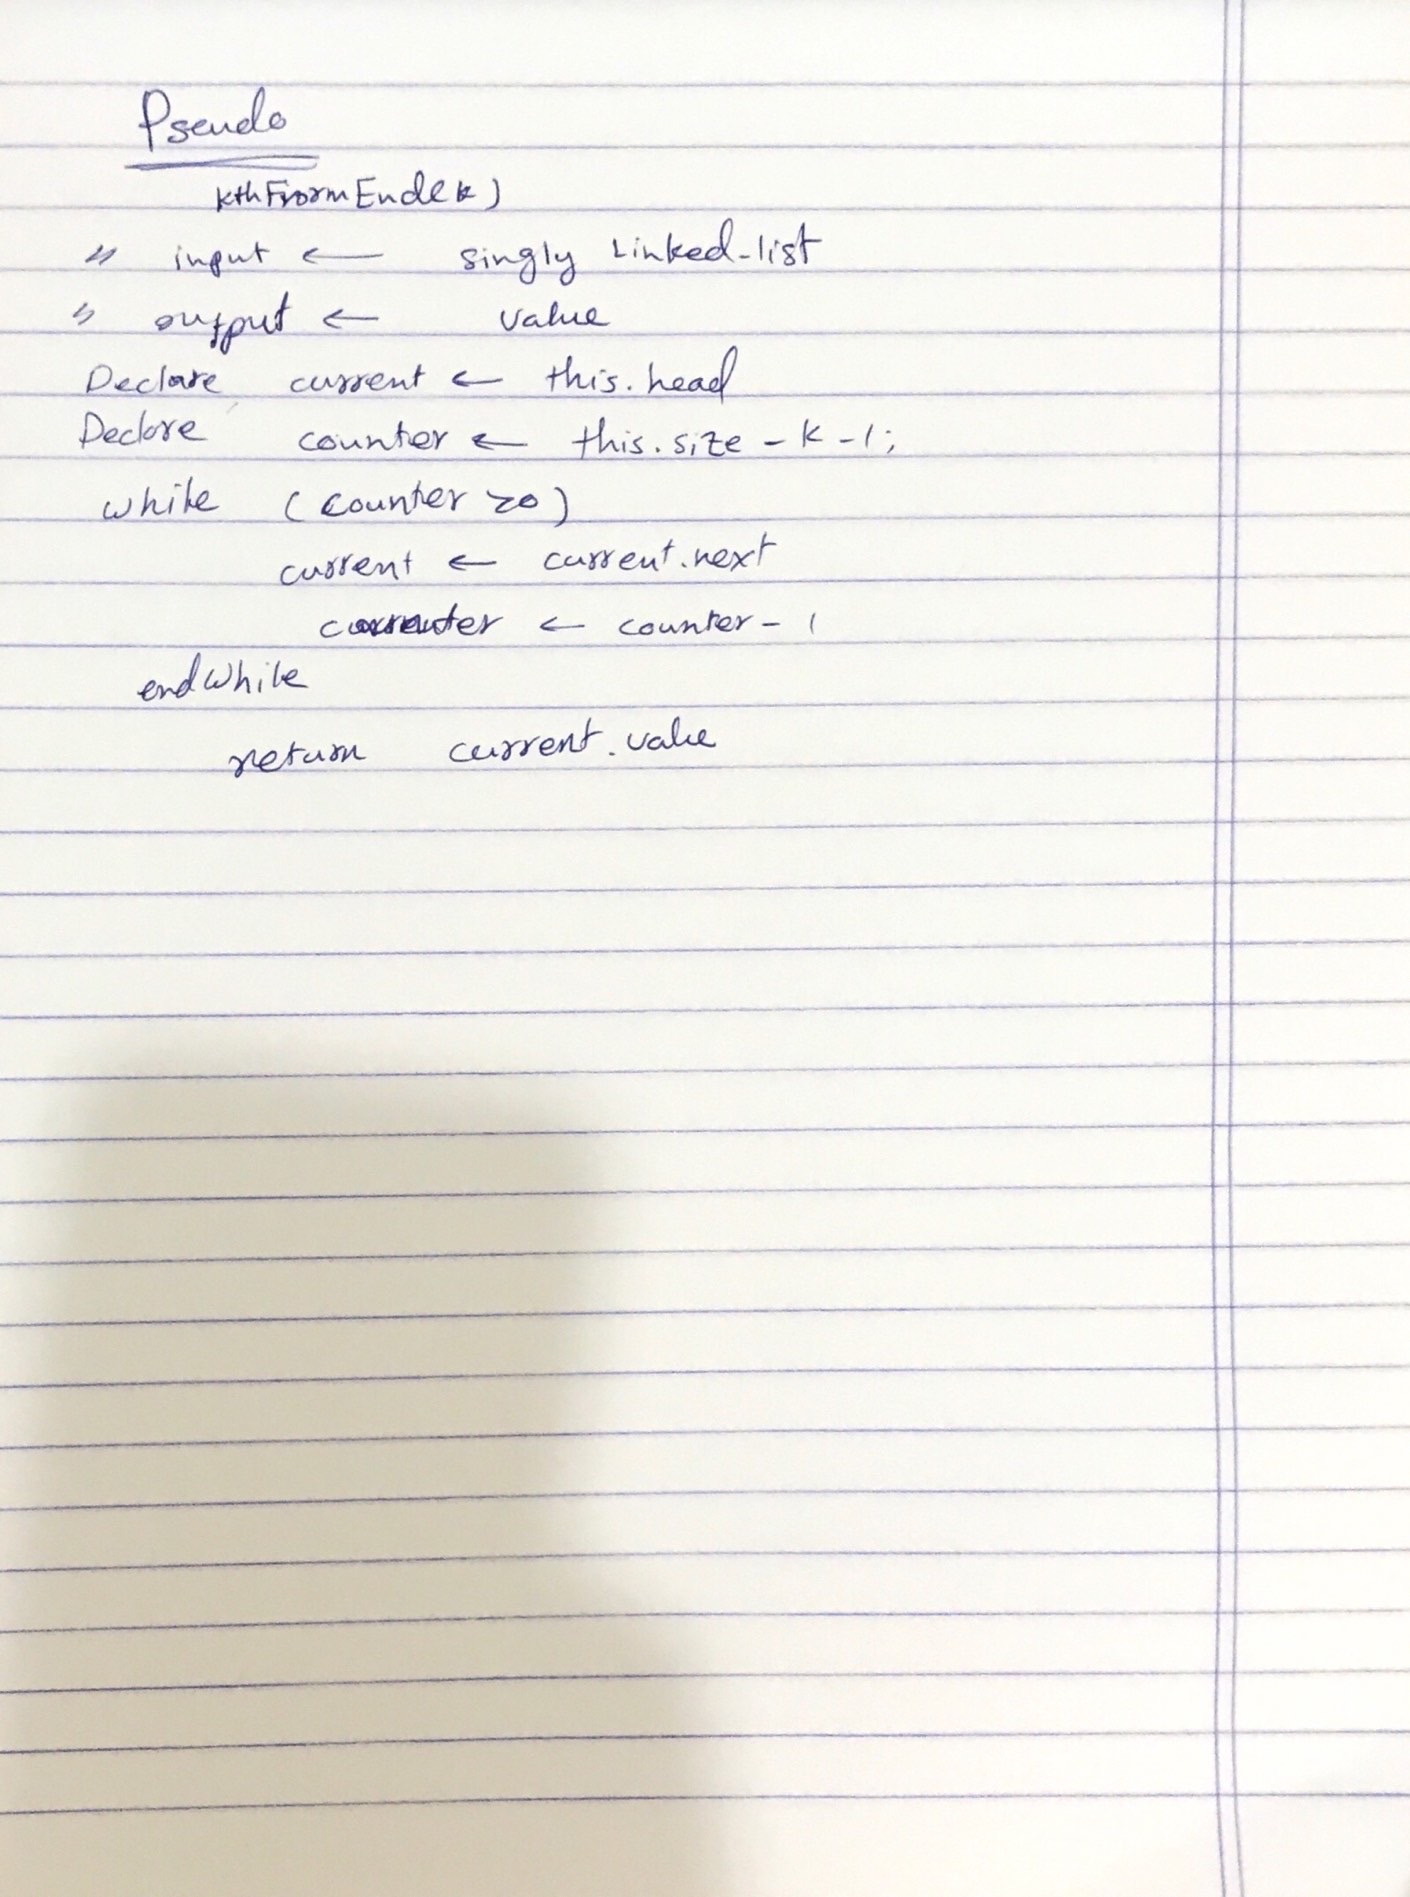 Pseudo
kthFromEnd(k)
// input ← singly Linked-list
// output ← value
Declare current ← this.head
Declare counter ← this.size - k - 1;
while (counter > 0)
current ← current.next
counter ← counter - 1
endwhile
return current.value